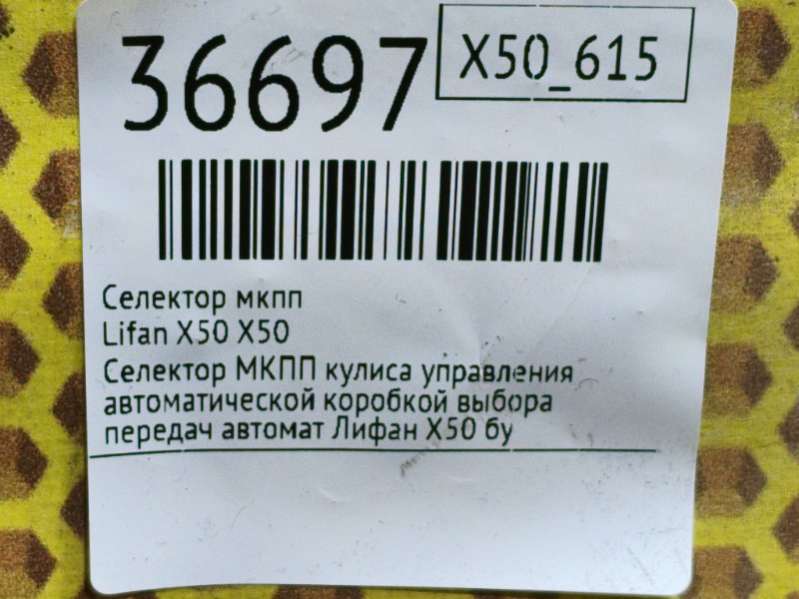 36697
X50_615
Селектор мкпп
Lifan X50 X50
Селектор МКПП кулиса управления
автоматической коробкой выбора
передач автомат Лифан Х50 бу